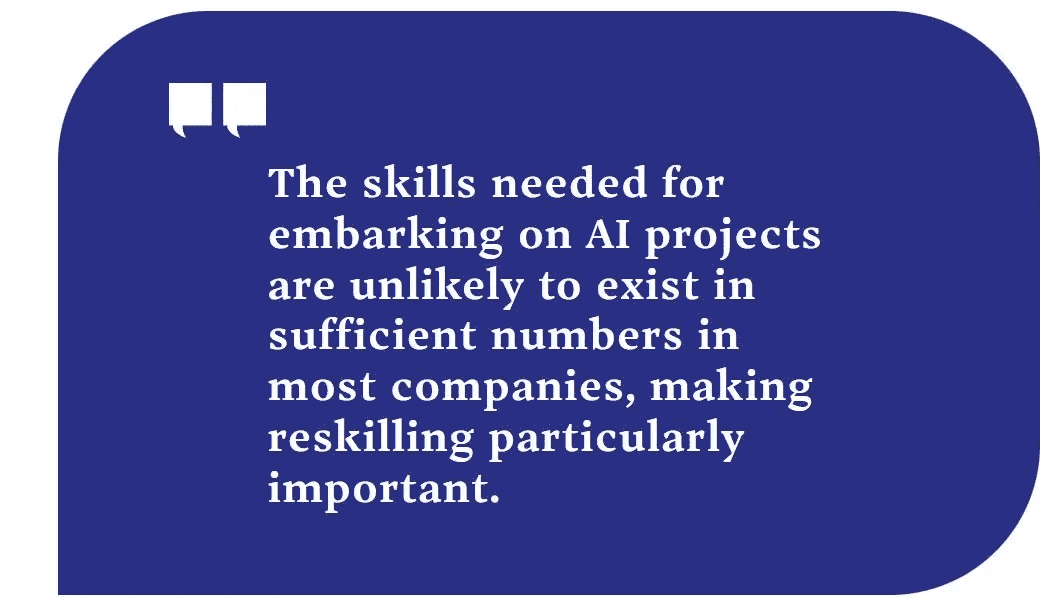 The skills needed for
embarking on AI projects
are unlikely to exist in
sufficient numbers in
most companies, making
reskilling particularly
important.